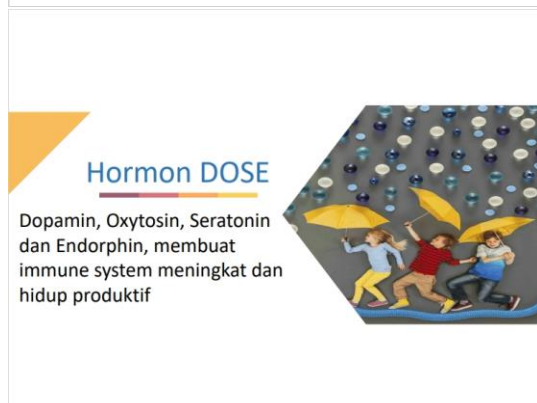 Hormon DOSE
Dopamin, Oxytosin, Seratonin
dan Endorphin, membuat
immune system meningkat dan
hidup produktif